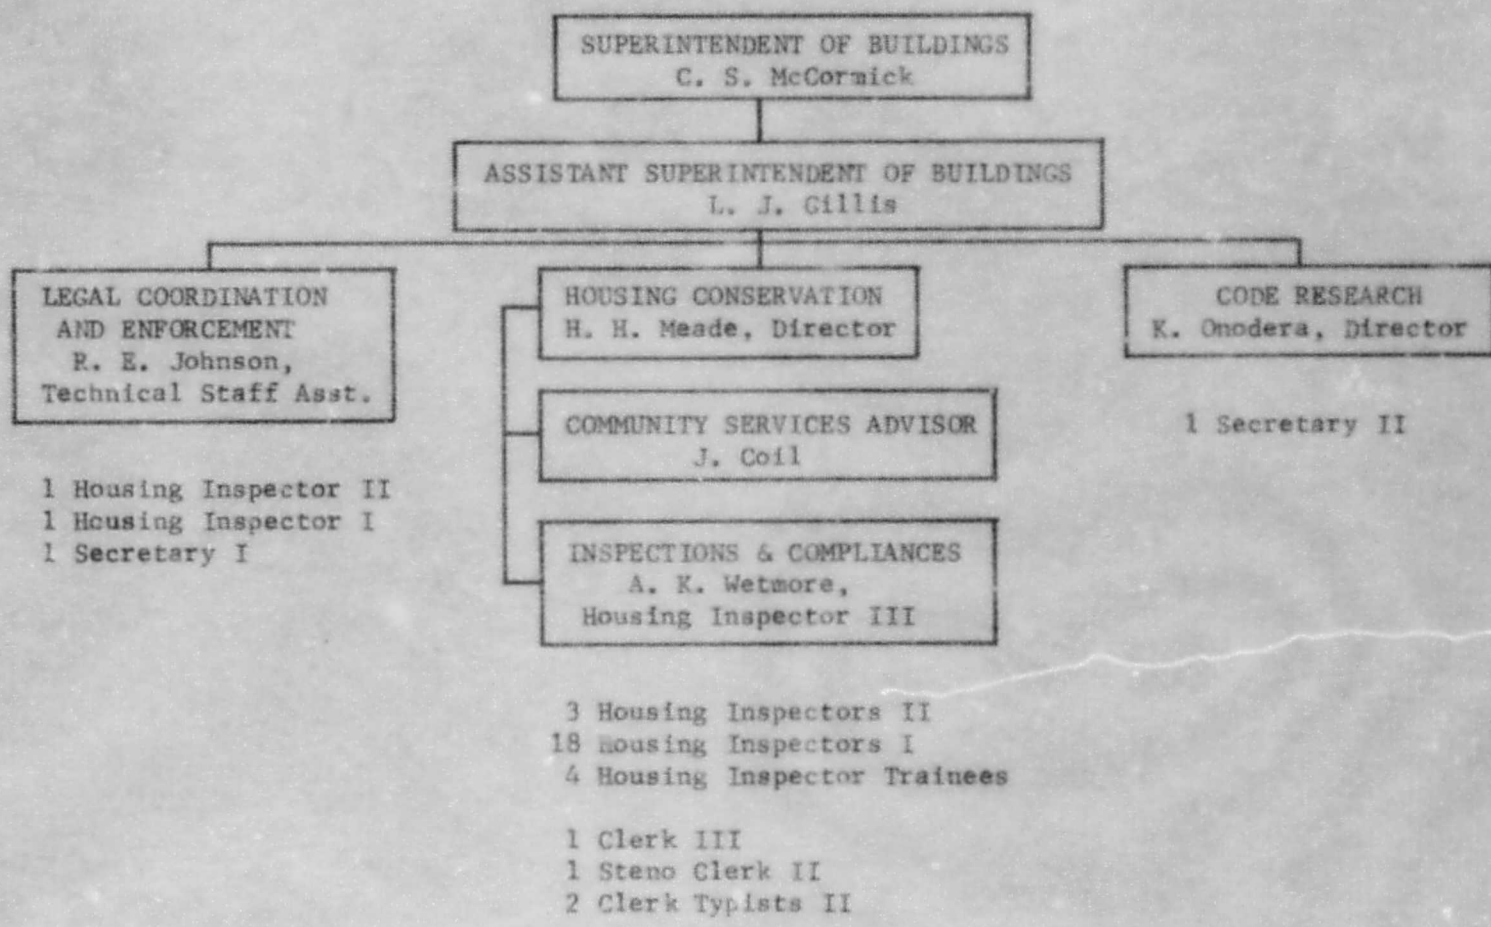 SUPERINTENDENT OF BUILDINGS
C. S. McCormick
ASSISTANT SUPERINTENDENT OF BUILDINGS
L. J. Gillis
LEGAL COORDINATION
AND ENFORCEMENT
R. E. Johnson,
Technical Staff Asst.
1 Housing Inspector II
1 Housing Inspector I
1 Secretary I
HOUSING CONSERVATION
H. H. Meade, Director
COMMUNITY SERVICES ADVISOR
J. Coil
INSPECTIONS & COMPLIANCES
A. K. Wetmore,
Housing Inspector III
3 Housing Inspectors II
18 Housing Inspectors I
4 Housing Inspector Trainees
1 Clerk III
1 Steno Clerk II
2 Clerk Typists II
CODE RESEARCH
K. Onodera, Director
1 Secretary II